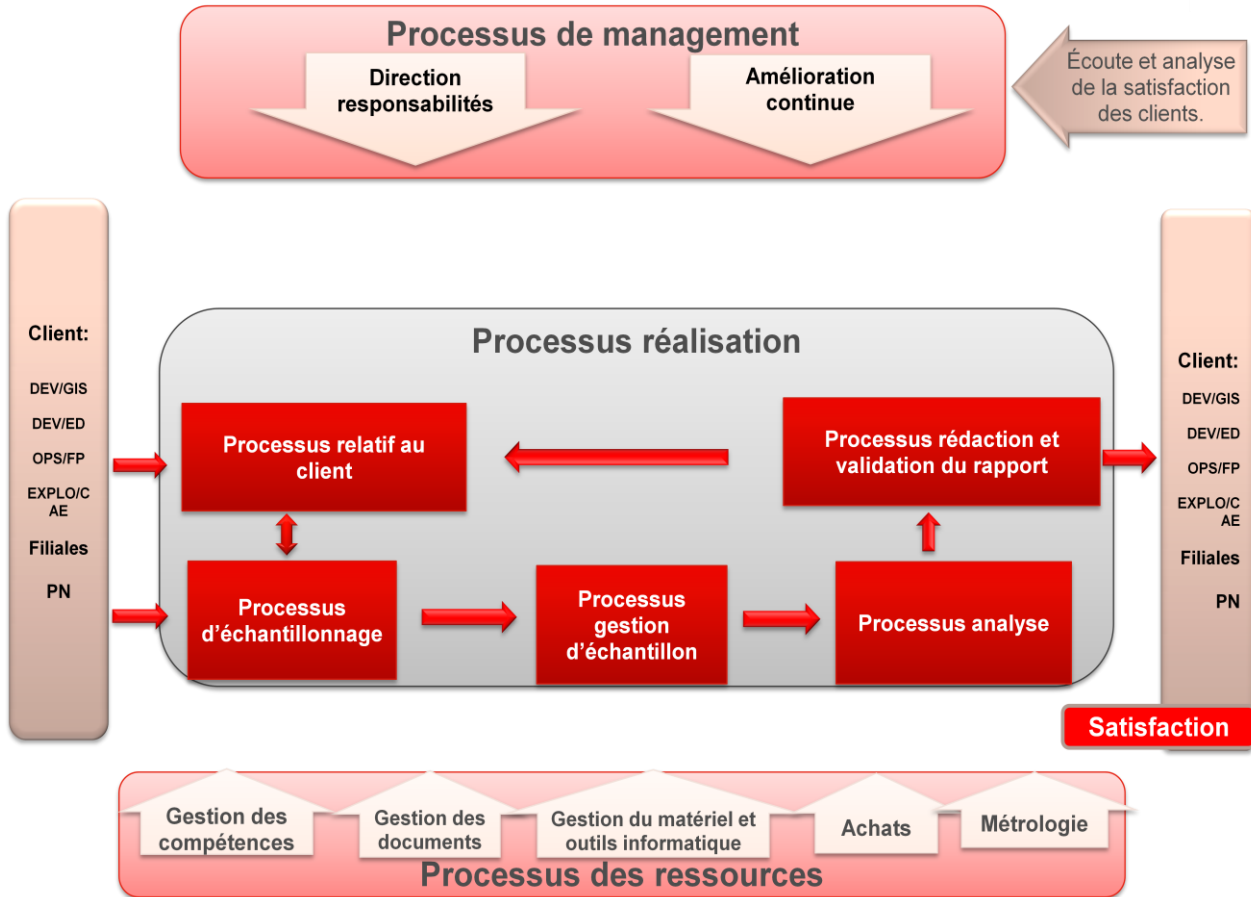 Processus de management
Direction
responsabilités
Amélioration
continue
Écoute et analyse
de la satisfaction
des clients.
Client:
DEV/GIS
DEV/ED
OPS/FP
EXPLO/C
AE
Filiales
PN
Processus réalisation
Processus relatif au
client
Processus rédaction et
validation du rapport
Processus
d'échantillonnage
Processus
gestion
d'échantillon
Processus analyse
Client:
DEV/GIS
DEV/ED
OPS/FP
EXPLO/C
AE
Filiales
PN
Satisfaction
Gestion des
compétences
Gestion des
documents
Gestion du matériel et
outils informatique
Achats
Métrologie
Processus des ressources